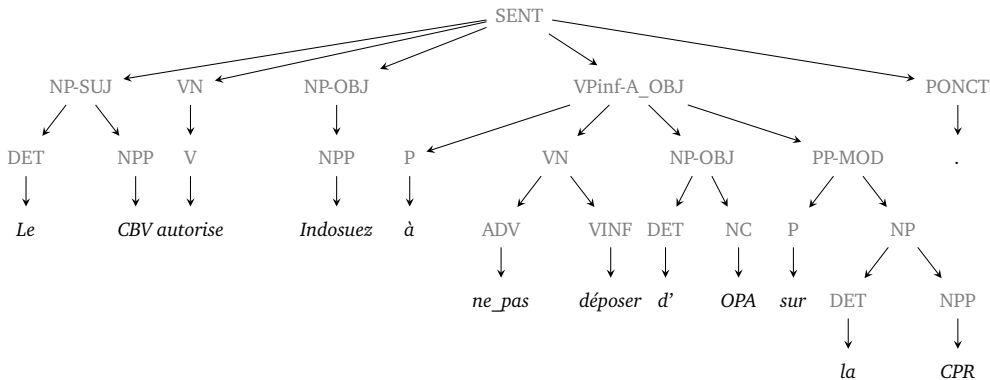 SENT
NP-SUJ VN NP-OBJ VPinf-A_OBJ PONCT
DET NPP V NPP P VN NP-OBJ PP-MOD .
Le CBV autorise Indosuez à ADV VINF DET NC P NP
ne_pas déposer d’ OPA sur DET NPP
la CPR